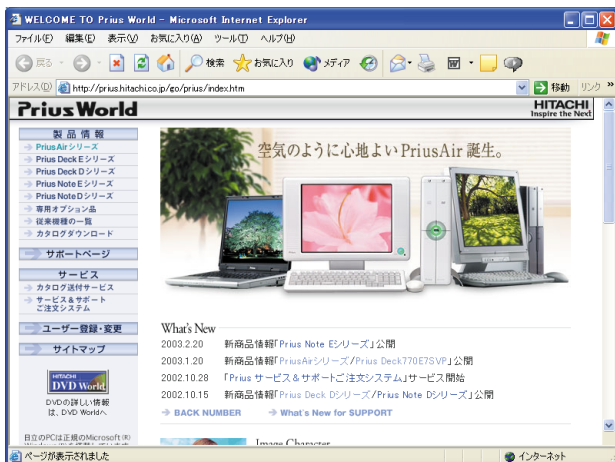 WELCOME TO Prius World - Microsoft Internet Explorer
ファイル(F) 編集(E) 表示(V) お気に入り(A) ツール(T) ヘルプ(H)
戻る 検索 お気に入り メディア
アドレス(D) http://prius.hitachi.co.jp/go/prius/index.htm 移動 リンク »
Prius World
HITACHI
Inspire the Next
製品情報
PriusAirシリーズ
Prius Deck Eシリーズ
Prius Deck Dシリーズ
Prius Note Eシリーズ
Prius Note Dシリーズ
専用オプション品
従来機種の一覧
カタログダウンロード
サポートページ
サービス
カタログ送付サービス
サービス&サポート
ご注文システム
ユーザー登録・変更
サイトマップ
HITACHI
DVD World
DVDの詳しい情報
は、DVD Worldへ
日立のPCは正規のMicrosoft(R)
空気のように心地よい PriusAir 誕生。
What's New
2003.2.20 新商品情報「Prius Note Eシリーズ」公開
2003.1.20 新商品情報「PriusAirシリーズ/Prius Deck770E7SVP」公開
2002.10.28 「Prius サービス&サポートご注文システム」サービス開始
2002.10.15 新商品情報「Prius Deck Dシリーズ/Prius Note Dシリーズ」公開
BACK NUMBER What's New for SUPPORT
Image Character
ページが表示されました インターネット